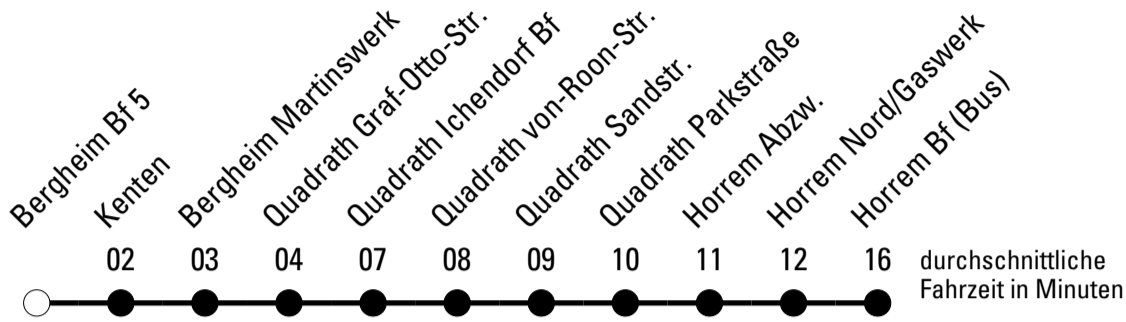 Bergheim Bf 5
Kenten
Bergheim Martinswerk
Quadrath Graf-Otto-Str.
Quadrath Ichendorf Bf
Quadrath von-Roon-Str.
Quadrath Sandstr.
Quadrath Parkstraße
Horrem Abzw.
Horrem Nord/Gaswerk
Horrem Bf (Bus)
02 03 04 07 08 09 10 11 12 16
durchschnittliche
Fahrzeit in Minuten